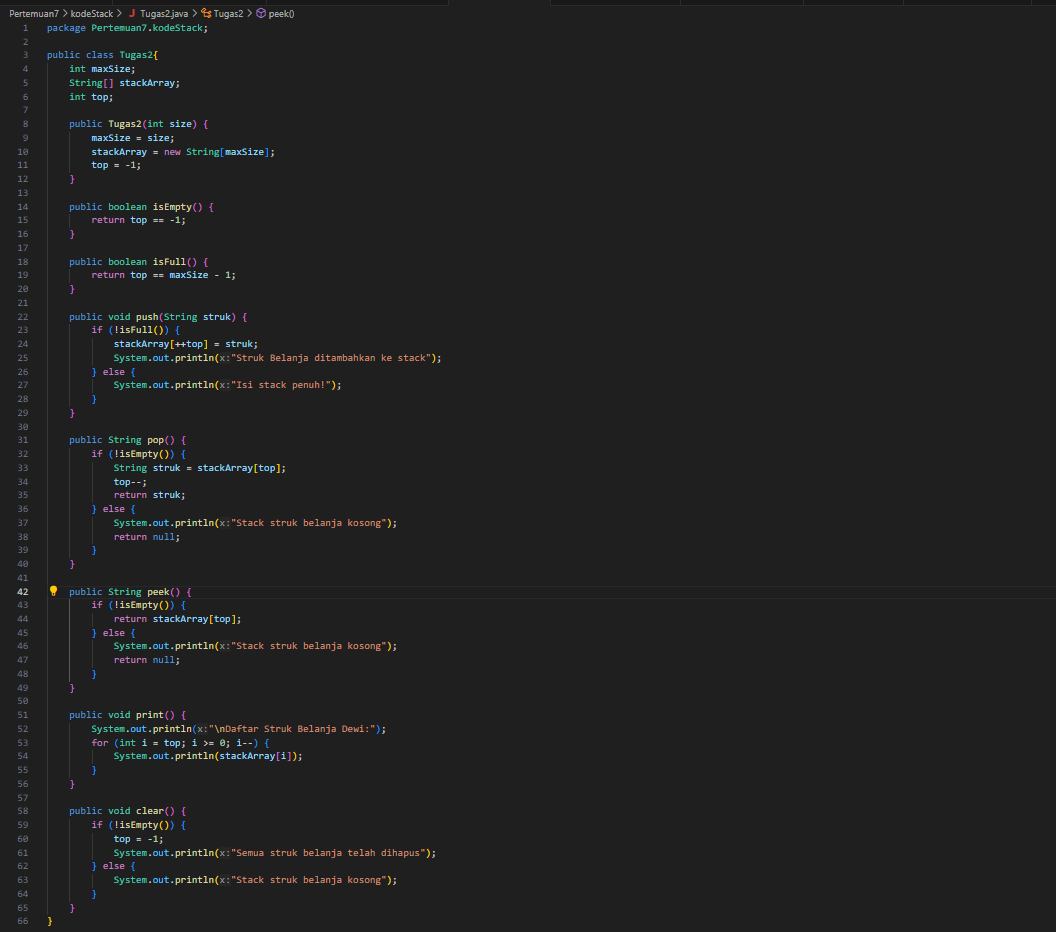 Pertemuan7 > kodeStack > J Tugas2.java > Tugas2 > peek()
1 package Pertemuan7.kodeStack;
2
3 public class Tugas2{
4     int maxSize;
5     String[] stackArray;
6     int top;
7
8     public Tugas2(int size) {
9         maxSize = size;
10         stackArray = new String[maxSize];
11         top = -1;
12     }
13
14     public boolean isEmpty() {
15         return top == -1;
16     }
17
18     public boolean isFull() {
19         return top == maxSize - 1;
20     }
21
22     public void push(String struk) {
23         if (!isFull()) {
24             stackArray[++top] = struk;
25             System.out.println(x:"Struk Belanja ditambahkan ke stack");
26         } else {
27             System.out.println(x:"Isi stack penuh!");
28         }
29     }
30
31     public String pop() {
32         if (!isEmpty()) {
33             String struk = stackArray[top];
34             top--;
35             return struk;
36         } else {
37             System.out.println(x:"Stack struk belanja kosong");
38             return null;
39         }
40     }
41
42     public String peek() {
43         if (!isEmpty()) {
44             return stackArray[top];
45         } else {
46             System.out.println(x:"Stack struk belanja kosong");
47             return null;
48         }
49     }
50
51     public void print() {
52         System.out.println(x:"\nDaftar Struk Belanja Dewi:");
53         for (int i = top; i >= 0; i--) {
54             System.out.println(stackArray[i]);
55         }
56     }
57
58     public void clear() {
59         if (!isEmpty()) {
60             top = -1;
61             System.out.println(x:"Semua struk belanja telah dihapus");
62         } else {
63             System.out.println(x:"Stack struk belanja kosong");
64         }
65     }
66 }